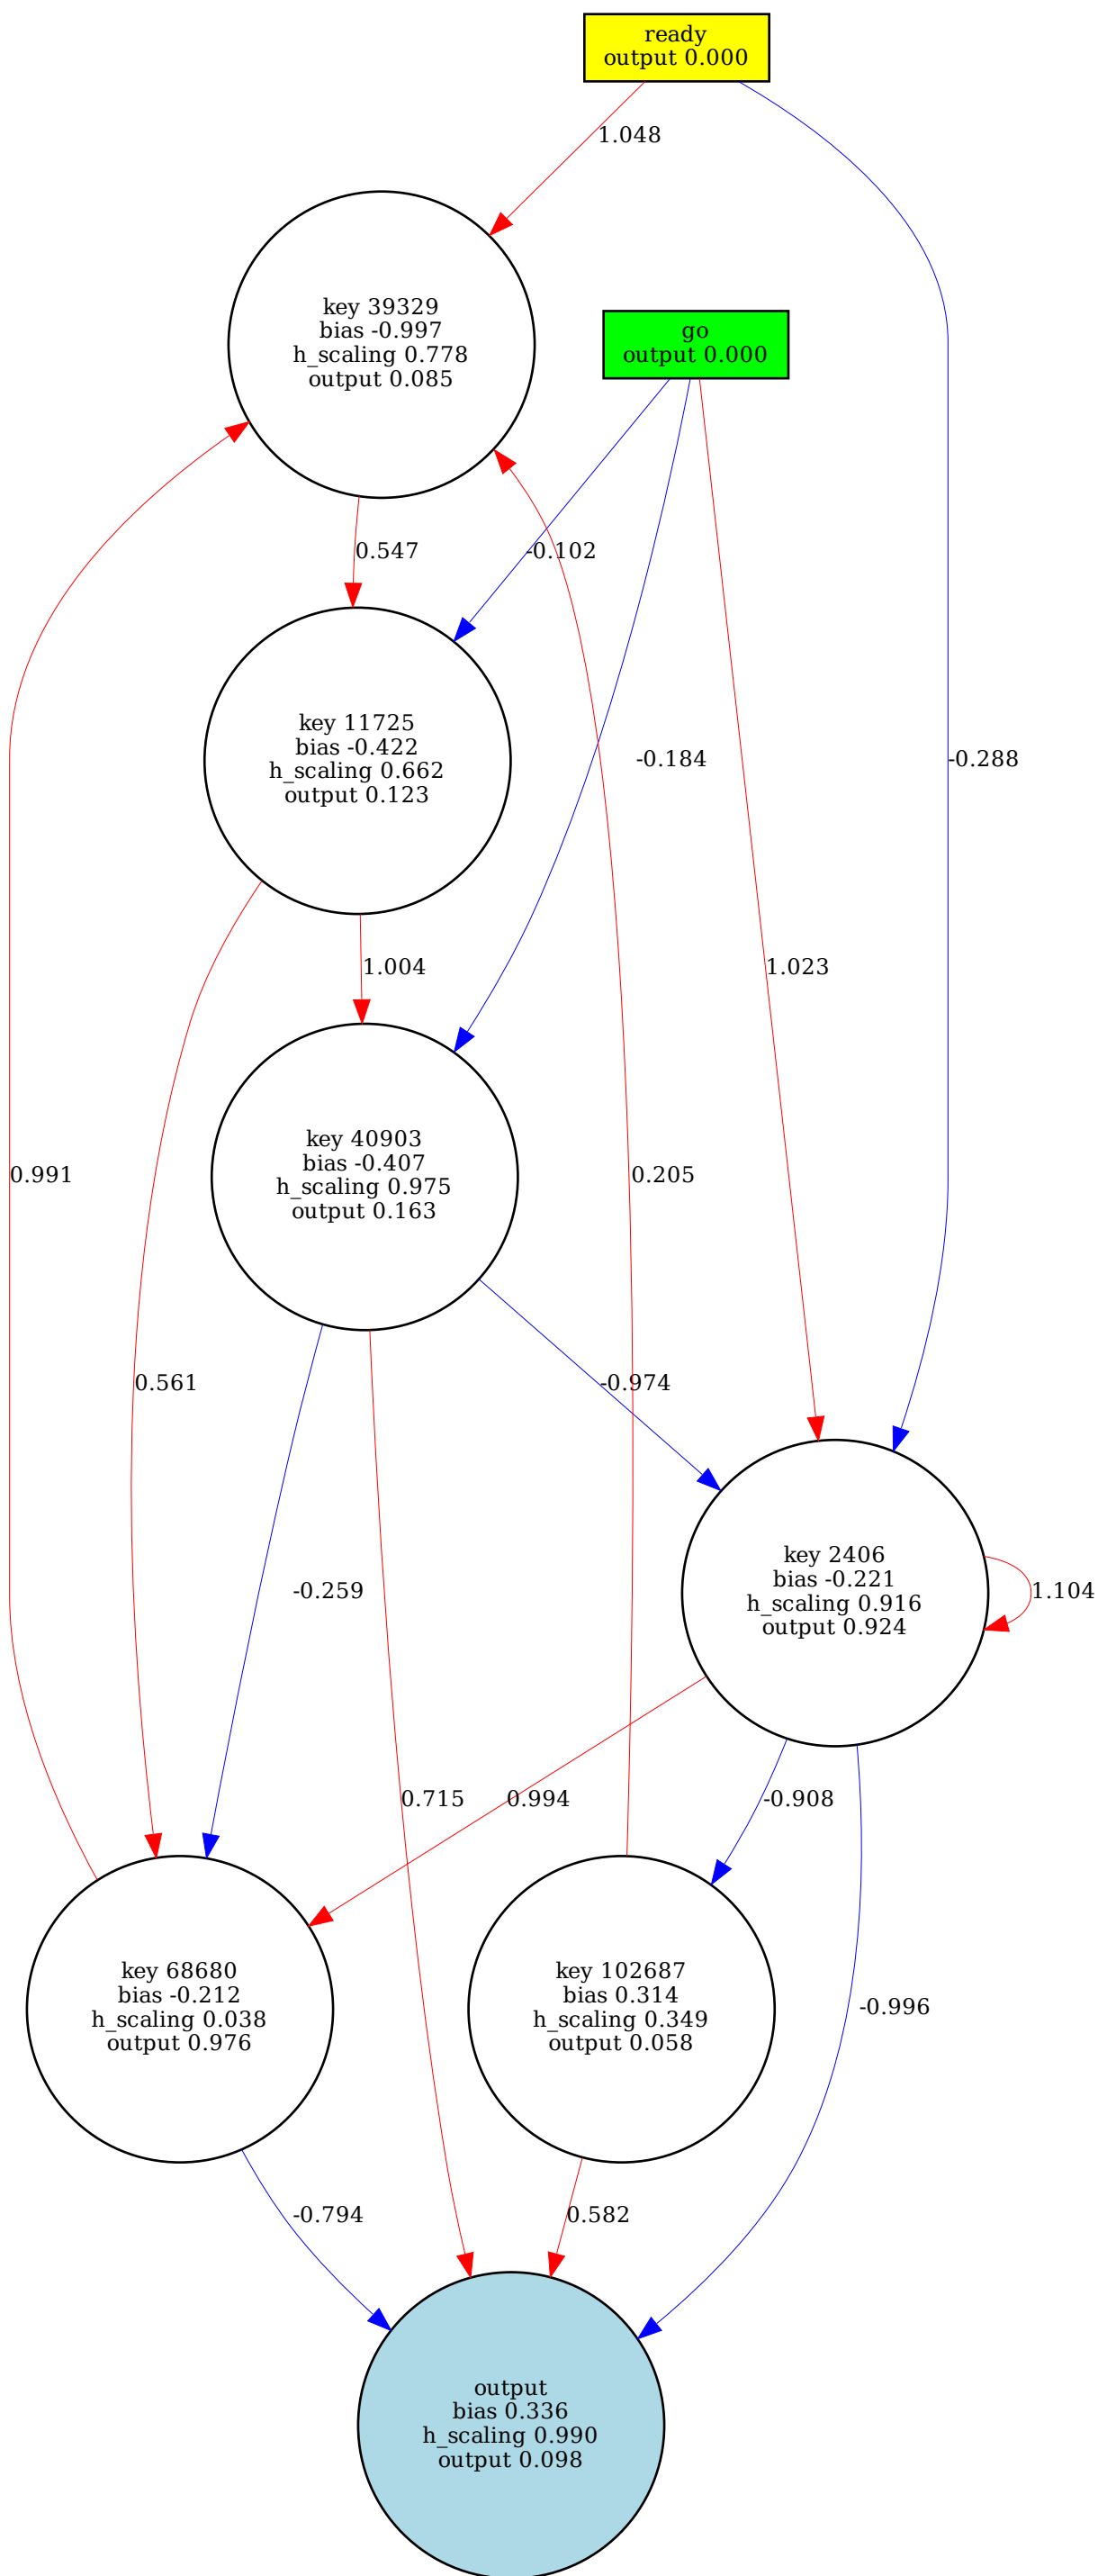 ready
output 0.000
1.048
key 39329
bias -0.997
h_scaling 0.778
output 0.085
go
output 0.000
0.547
-0.102
key 11725
bias -0.422
h_scaling 0.662
output 0.123
-0.184
-0.288
1.004
1.023
key 40903
bias -0.407
h_scaling 0.975
output 0.163
0.991
0.205
0.561
-0.974
key 2406
bias -0.221
h_scaling 0.916
output 0.924
-0.259
1.104
0.715
0.994
-0.908
key 68680
bias -0.212
h_scaling 0.038
output 0.976
key 102687
bias 0.314
h_scaling 0.349
output 0.058
-0.996
-0.794
0.582
output
bias 0.336
h_scaling 0.990
output 0.098